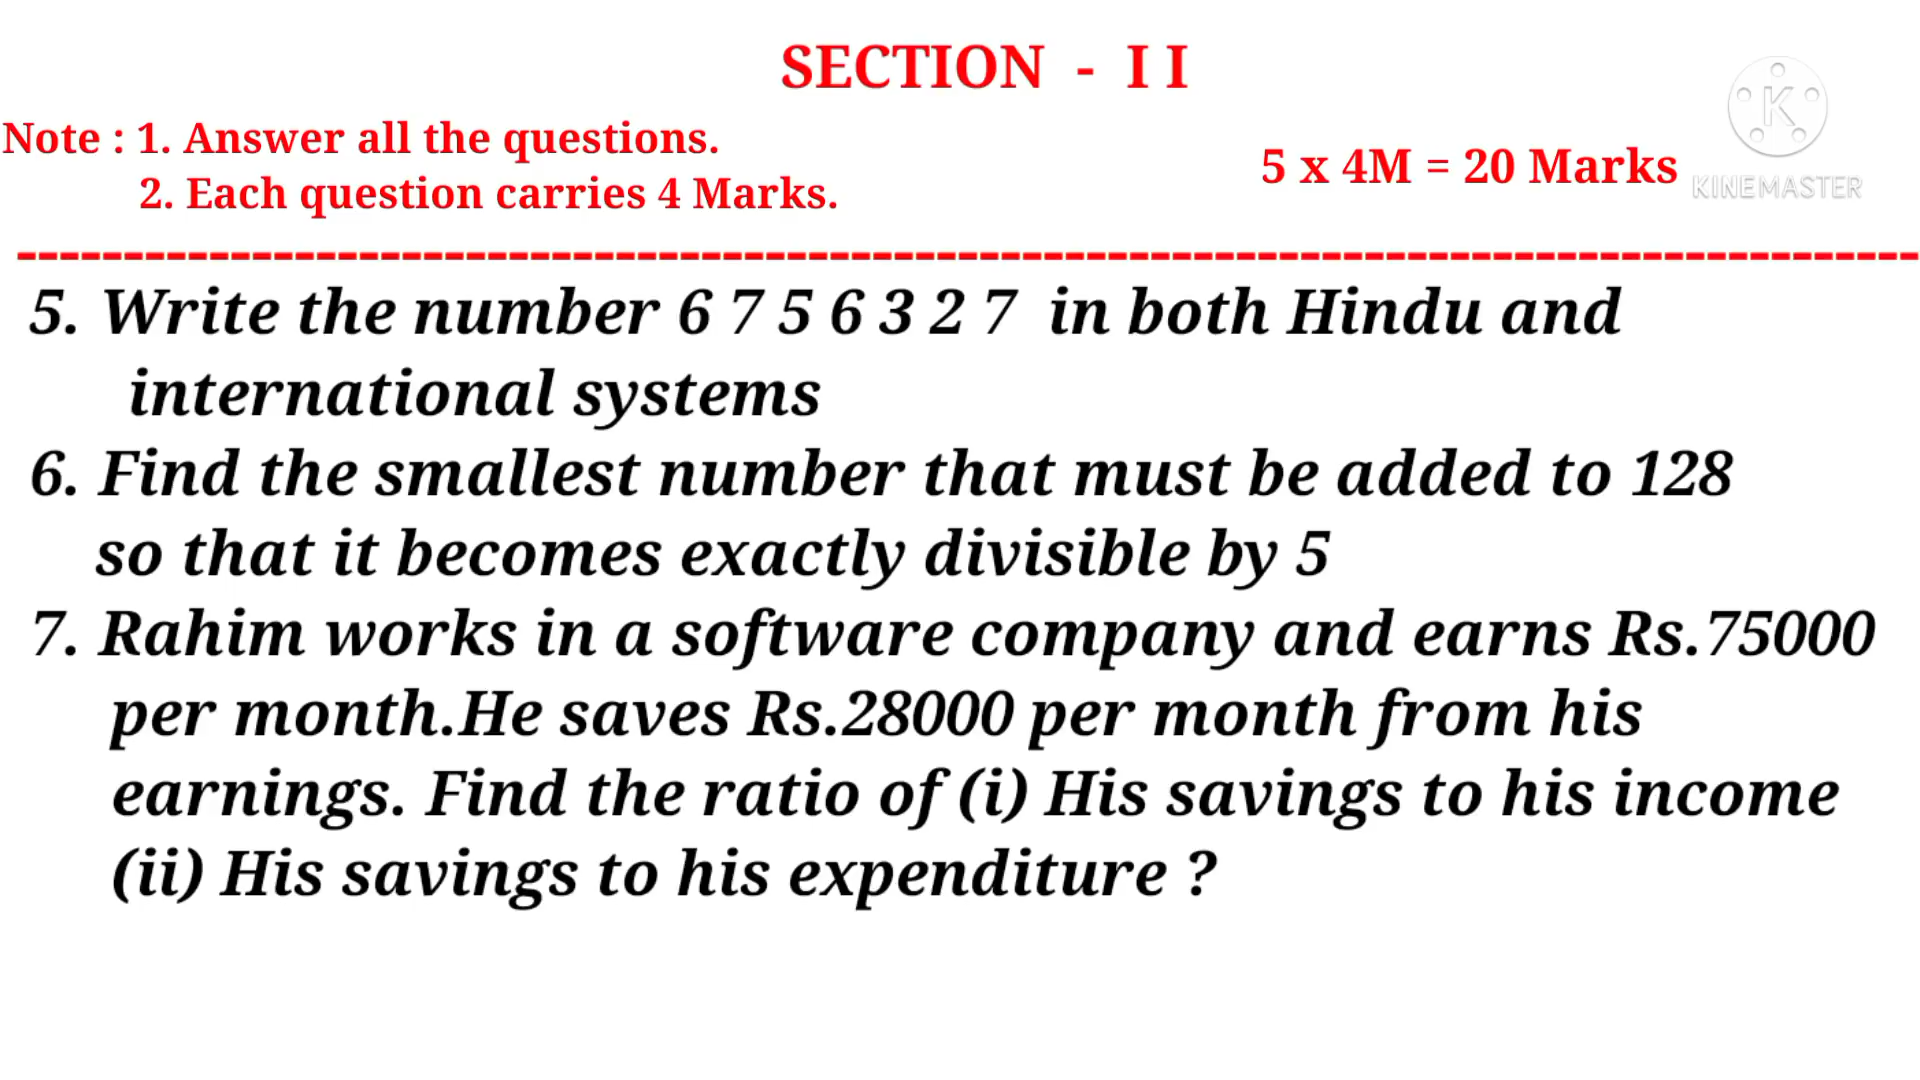 SECTION - I I
Note : 1. Answer all the questions.
2. Each question carries 4 Marks.
5 x 4M = 20 Marks
KINEMASTER
--------------------------------------------------------------------------------
5. Write the number 6 7 5 6 3 2 7 in both Hindu and
international systems
6. Find the smallest number that must be added to 128
so that it becomes exactly divisible by 5
7. Rahim works in a software company and earns Rs.75000
per month.He saves Rs.28000 per month from his
earnings. Find the ratio of (i) His savings to his income
(ii) His savings to his expenditure ?